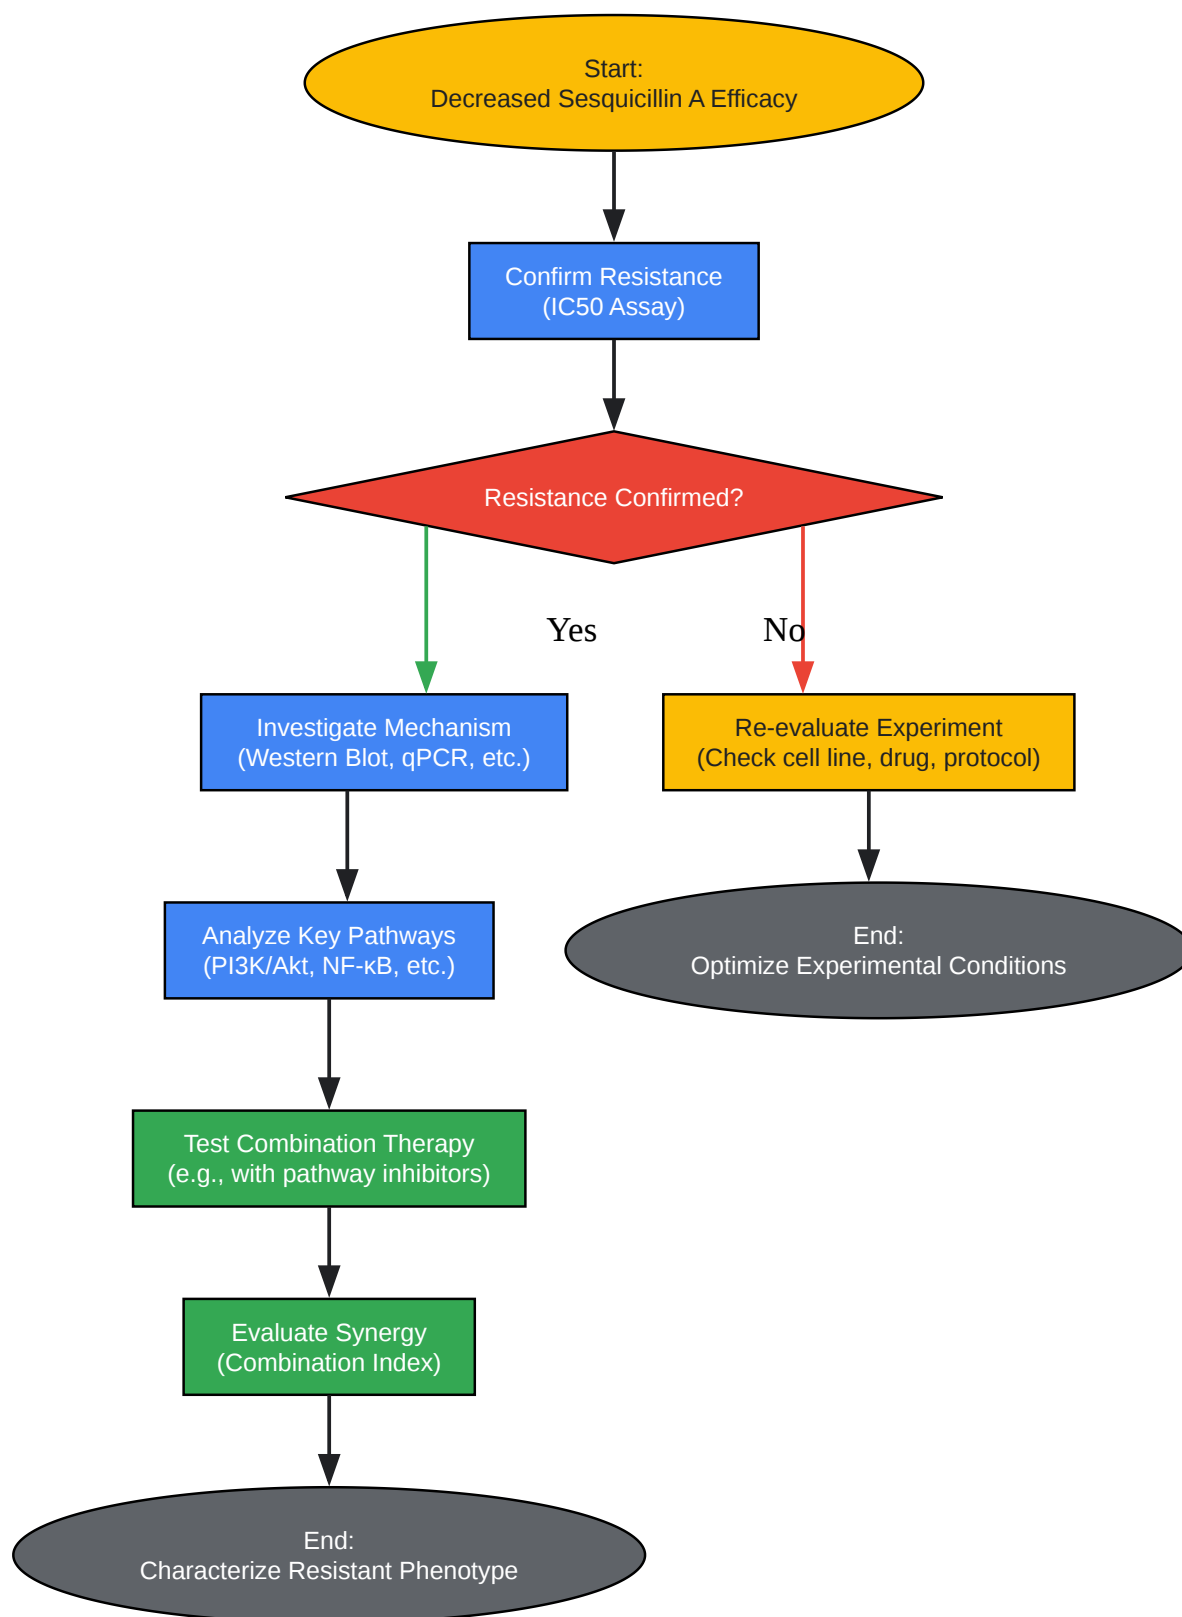 Start:
Decreased Sesquicillin A Efficacy
Confirm Resistance
(IC50 Assay)
Resistance Confirmed?
Yes
No
Investigate Mechanism
(Western Blot, qPCR, etc.)
Re-evaluate Experiment
(Check cell line, drug, protocol)
Analyze Key Pathways
(PI3K/Akt, NF-κB, etc.)
End:
Optimize Experimental Conditions
Test Combination Therapy
(e.g., with pathway inhibitors)
Evaluate Synergy
(Combination Index)
End:
Characterize Resistant Phenotype